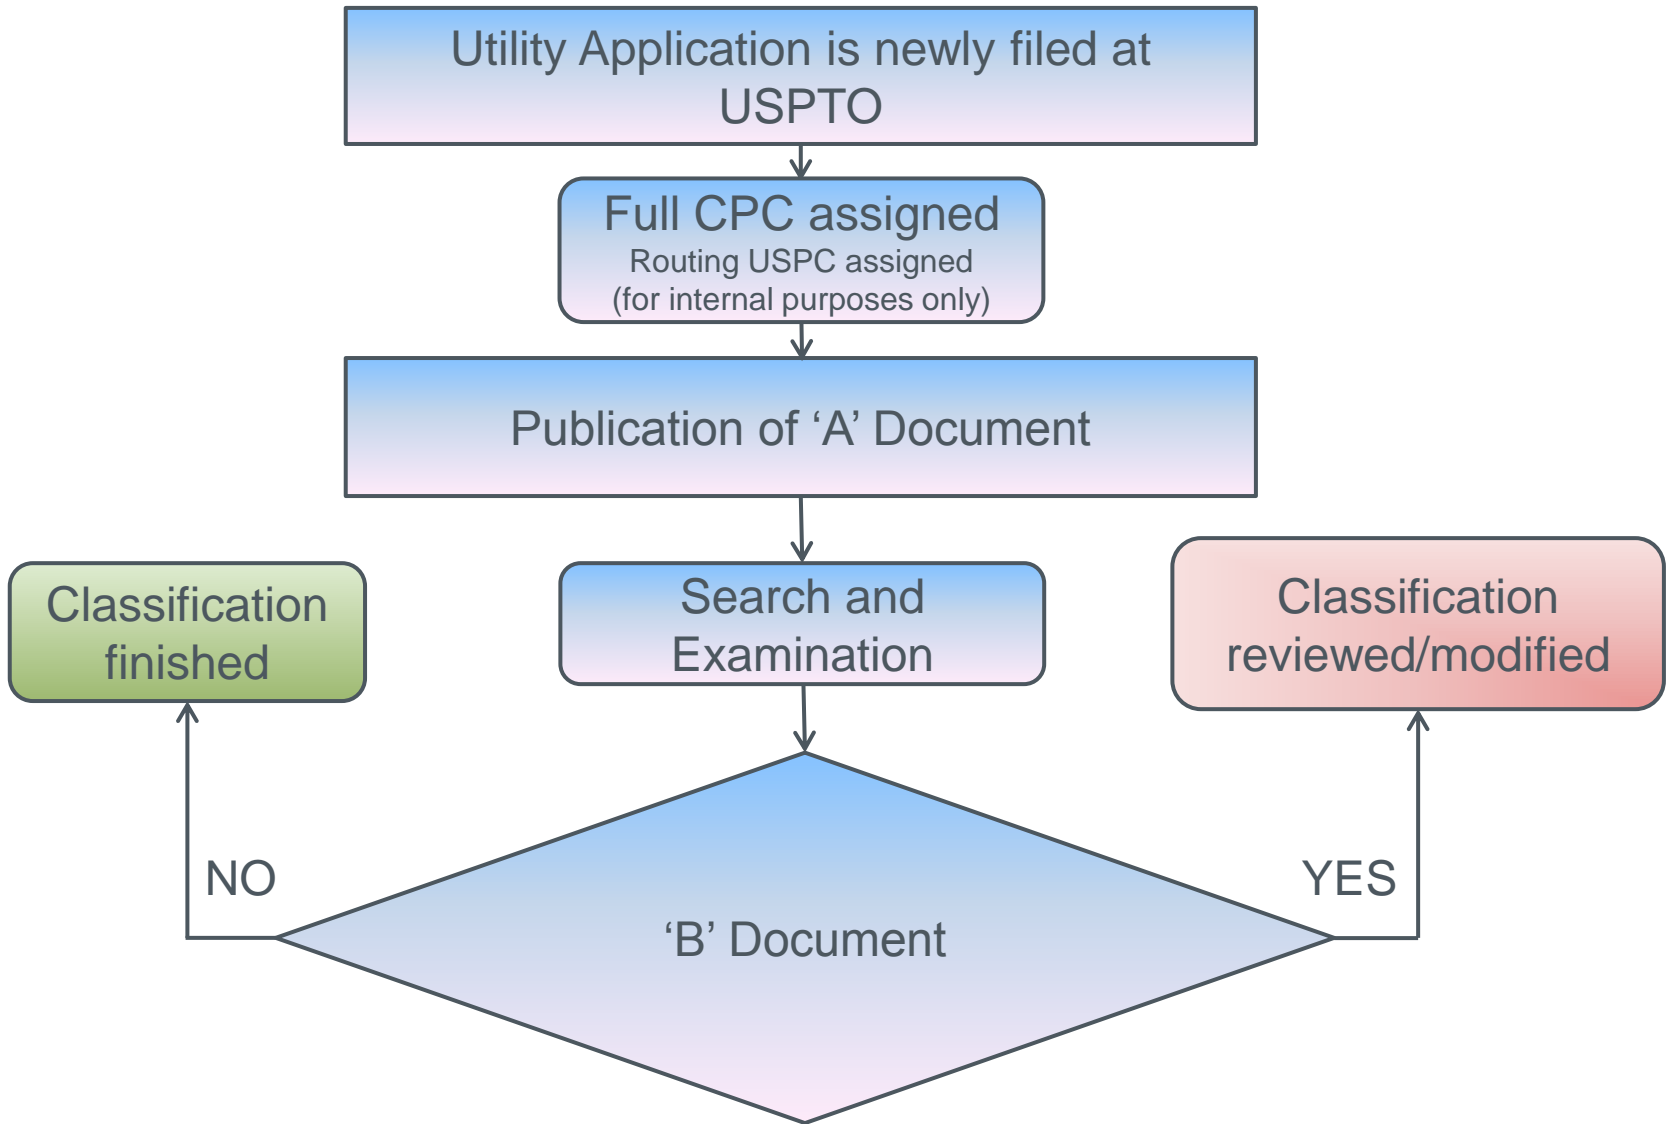 Utility Application is newly filed at
USPTO
Full CPC assigned
Routing USPC assigned
(for internal purposes only)
Publication of ‘A’ Document
Classification
finished
Search and
Examination
Classification
reviewed/modified
NO
YES
‘B’ Document